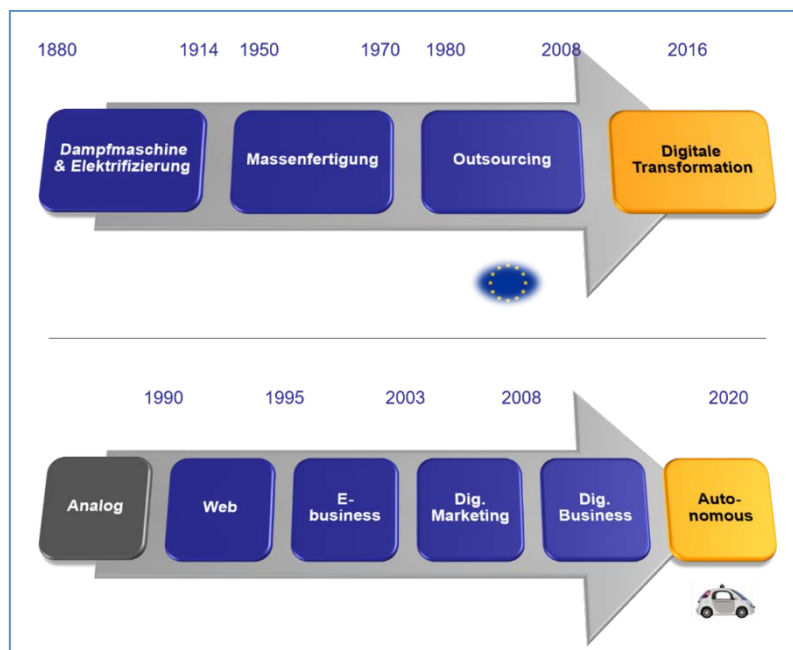 1880 1914 1950 1970 1980 2008 2016
Dampfmaschine
& Elektrifizierung
Massenfertigung
Outsourcing
Digitale
Transformation
1990 1995 2003 2008 2020
Analog
Web
E-
business
Dig.
Marketing
Dig.
Business
Auto-
nomous